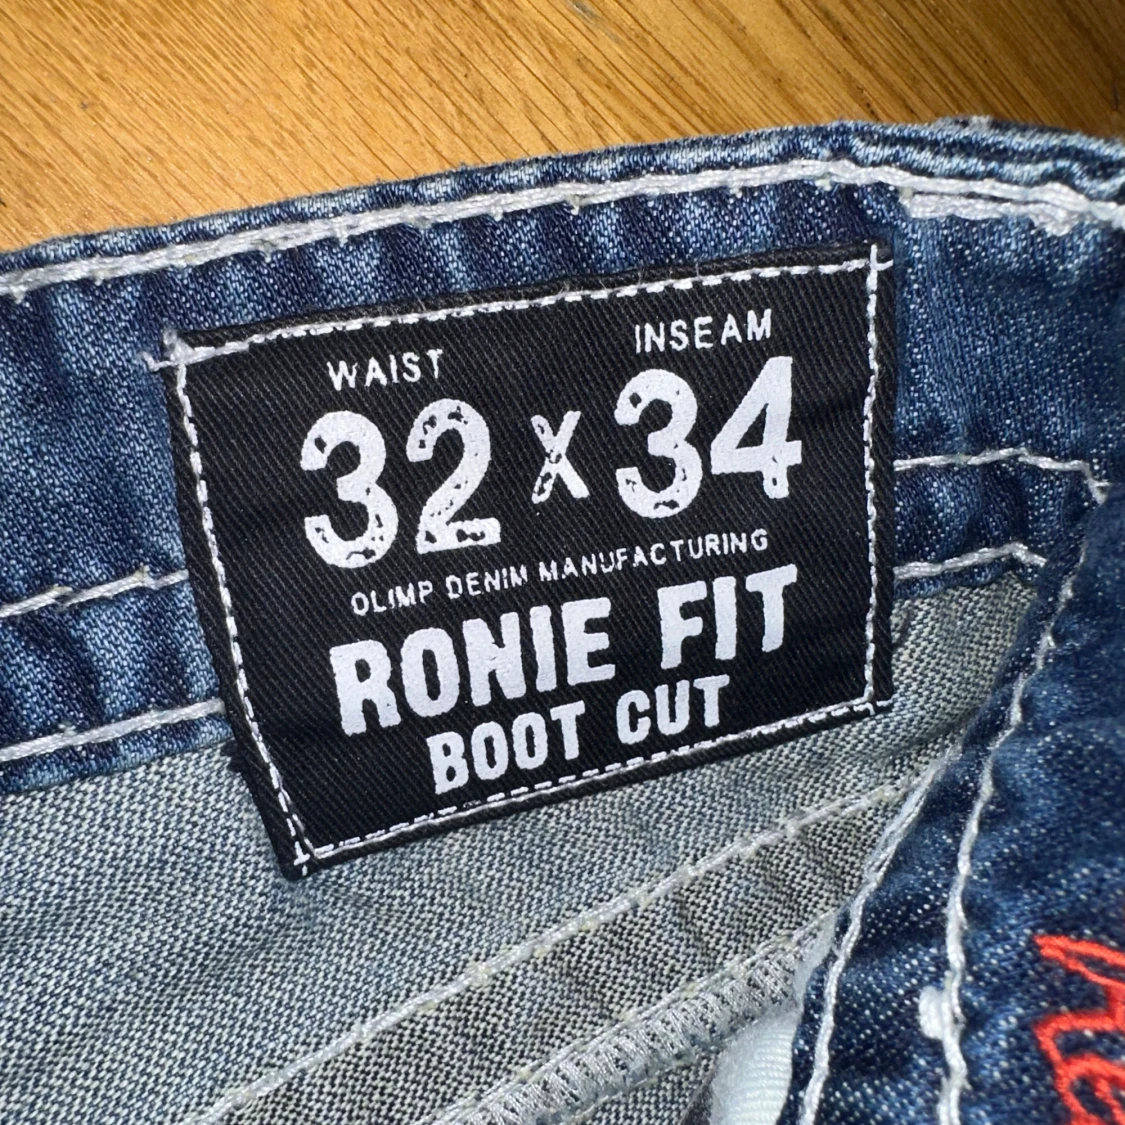 WAIST INSEAM
32 x 34
OLIMP DENIM MANUFACTURING
RONIE FIT
BOOT CUT